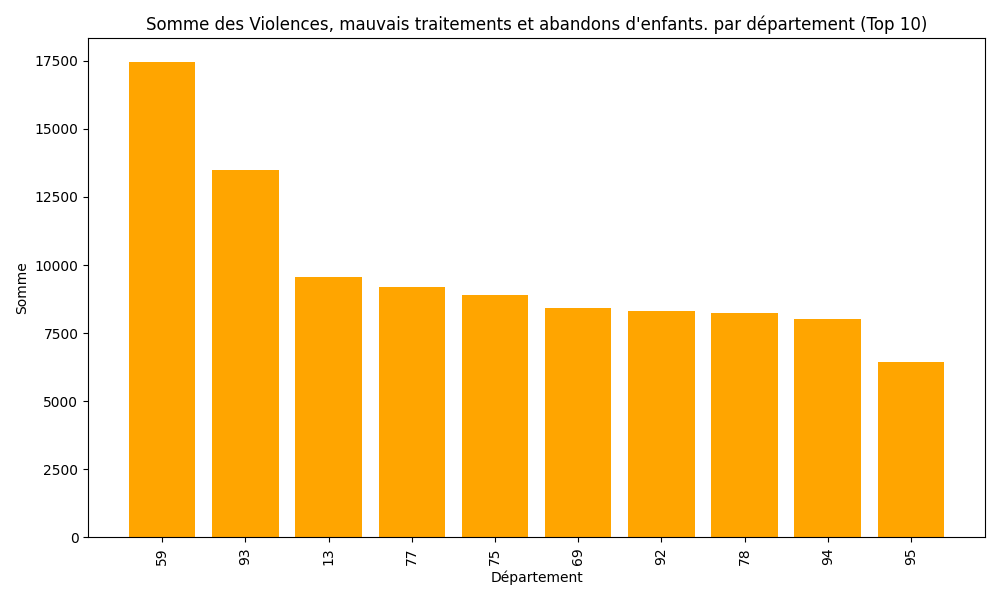 Somme des Violences, mauvais traitements et abandons d'enfants. par département (Top 10)
17500
15000
12500
10000
7500
5000
2500
0
Somme
59 93 13 77 75 69 92 78 94 95
Département